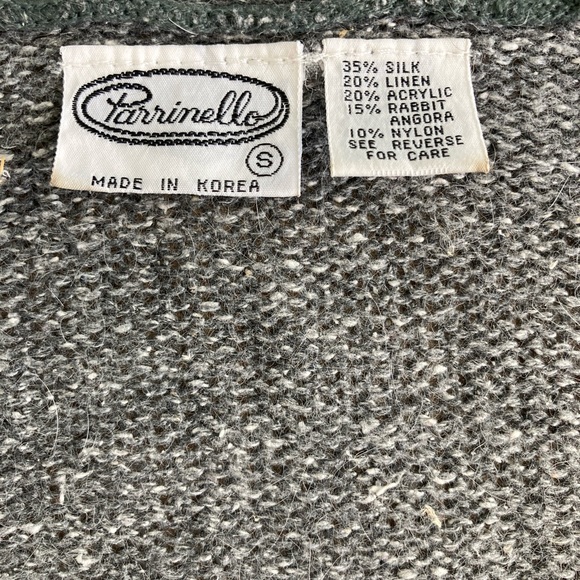 Parrinello
S
MADE IN KOREA
35% SILK
20% LINEN
20% ACRYLIC
15% RABBIT
ANGORA
10% NYLON
SEE REVERSE
FOR CARE